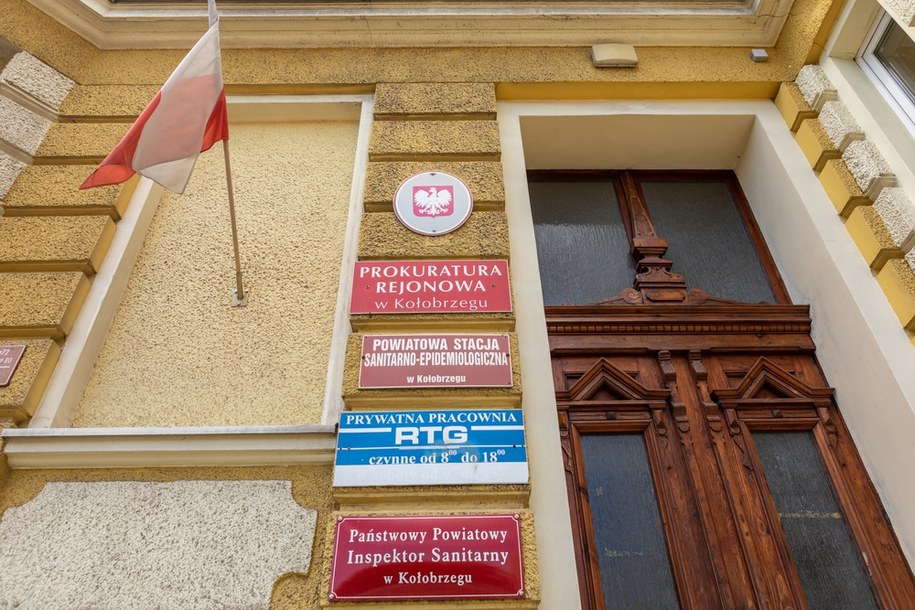 PROKURATURA
REJONOWA
w Kołobrzegu
POWIATOWA STACJA
SANITARNO-EPIDEMIOLOGICZNA
w Kołobrzegu
PRYWATNA PRACOWNIA
RTG
czynne od 8⁰⁰ do 18⁰⁰
Państwowy Powiatowy
Inspektor Sanitarny
w Kołobrzegu